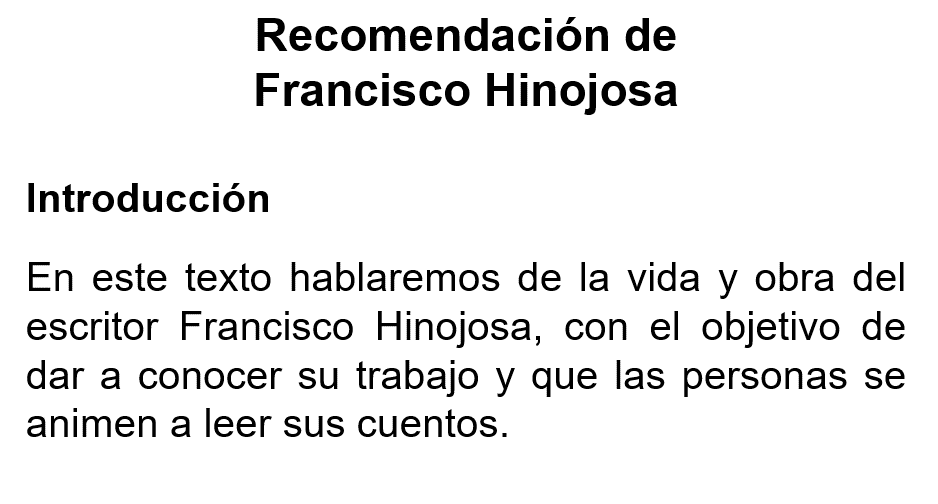 Recomendación de
Francisco Hinojosa
Introducción
En este texto hablaremos de la vida y obra del
escritor Francisco Hinojosa, con el objetivo de
dar a conocer su trabajo y que las personas se
animen a leer sus cuentos.